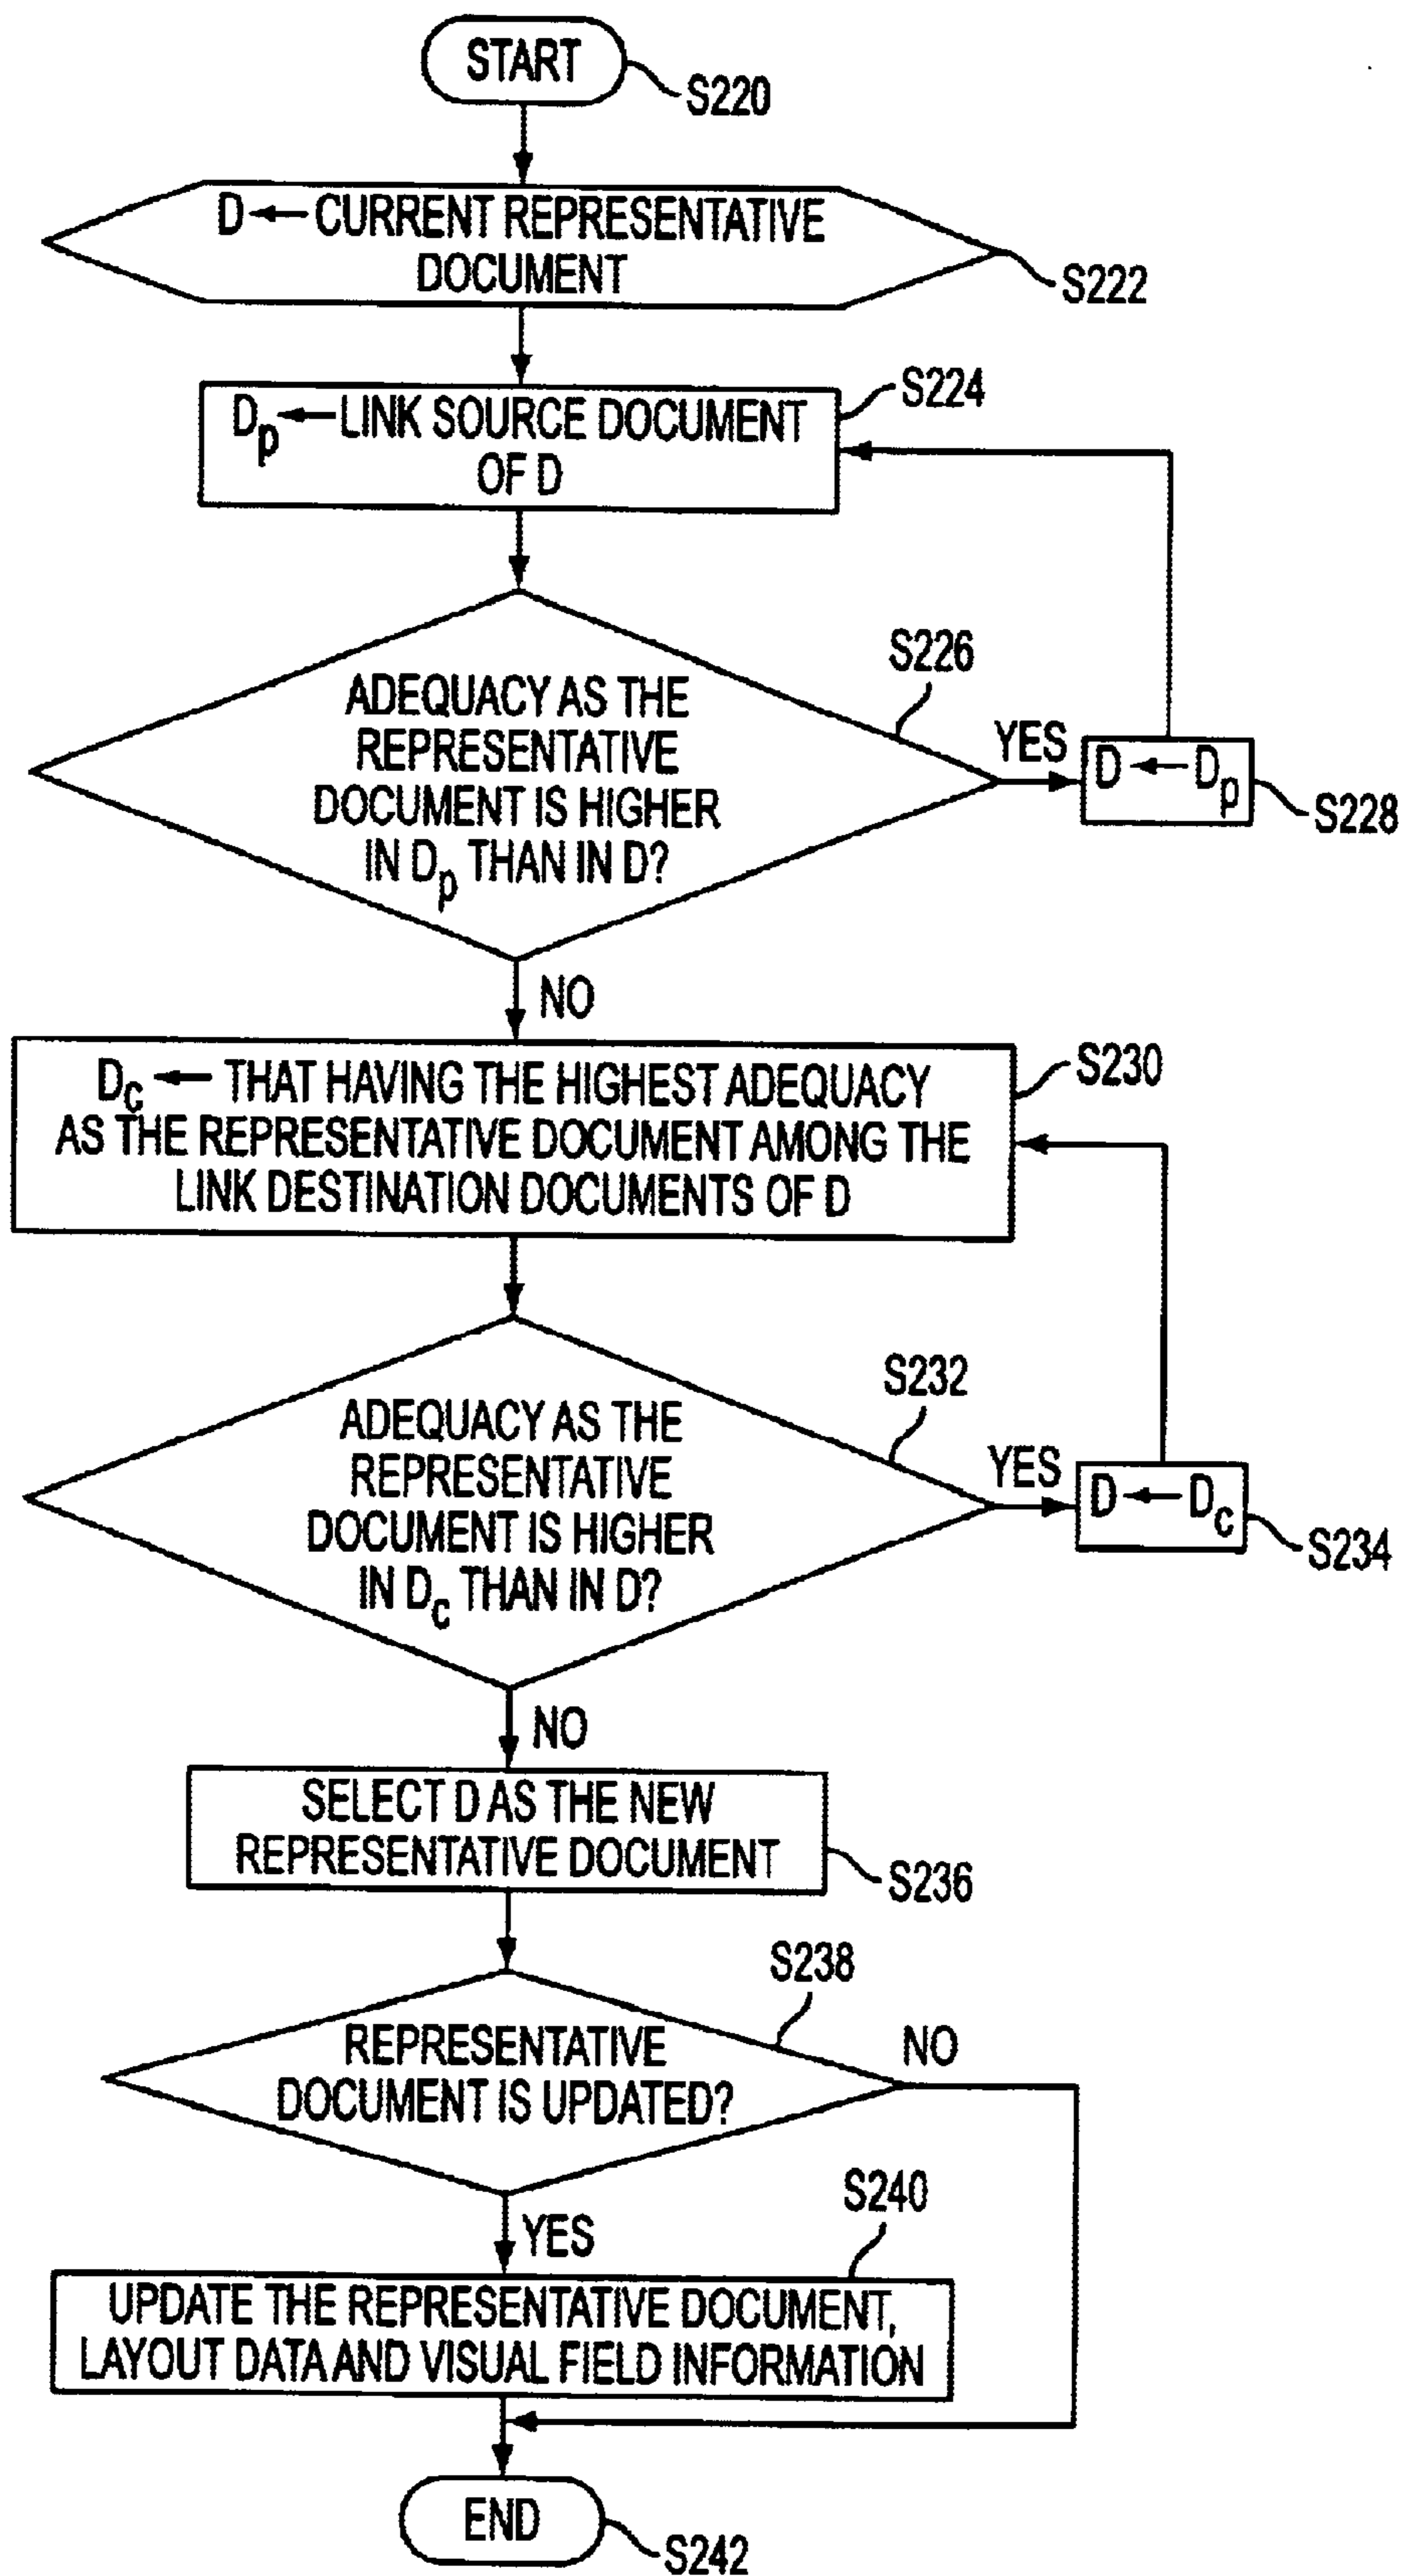 START
S220
D ← CURRENT REPRESENTATIVE
DOCUMENT
S222
S224
Dp ← LINK SOURCE DOCUMENT
OF D
S226
ADEQUACY AS THE
REPRESENTATIVE
DOCUMENT IS HIGHER
IN Dp THAN IN D?
YES
D ← Dp
S228
NO
S230
Dc ← THAT HAVING THE HIGHEST ADEQUACY
AS THE REPRESENTATIVE DOCUMENT AMONG THE
LINK DESTINATION DOCUMENTS OF D
S232
ADEQUACY AS THE
REPRESENTATIVE
DOCUMENT IS HIGHER
IN Dc THAN IN D?
YES
D ← Dc
S234
NO
SELECT D AS THE NEW
REPRESENTATIVE DOCUMENT
S236
S238
REPRESENTATIVE
DOCUMENT IS UPDATED?
NO
YES
S240
UPDATE THE REPRESENTATIVE DOCUMENT,
LAYOUT DATA AND VISUAL FIELD INFORMATION
END
S242